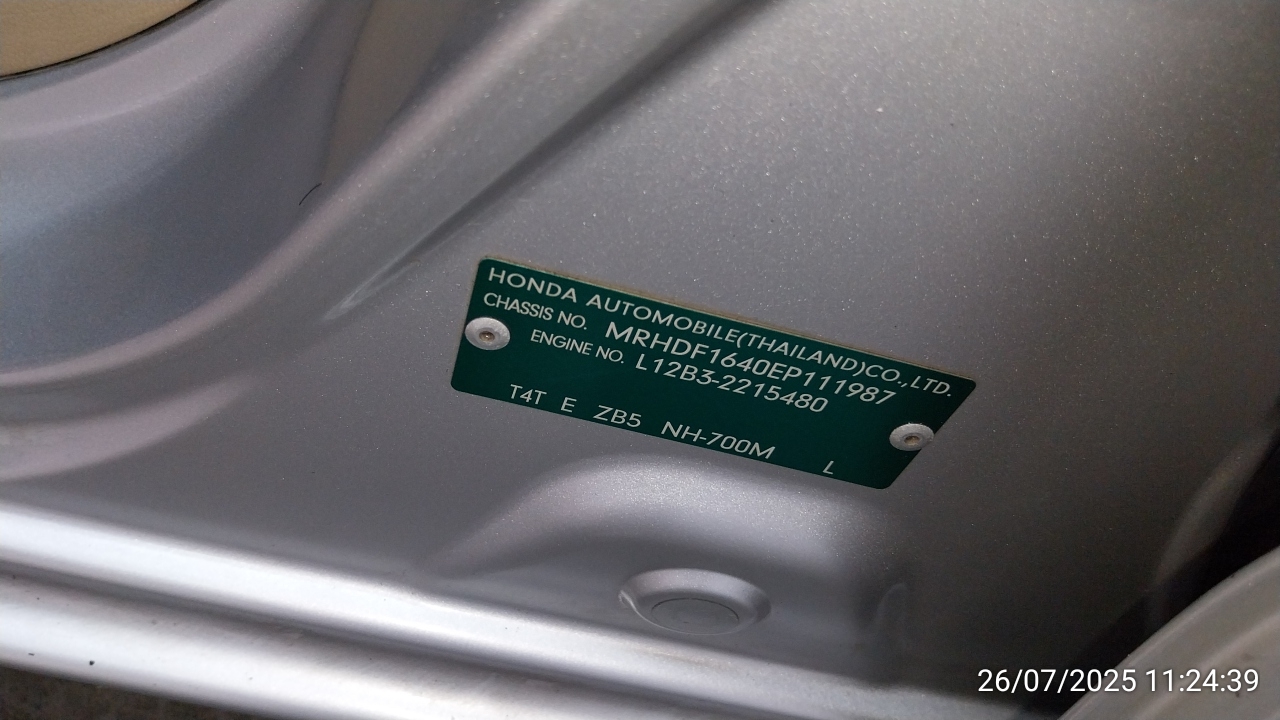 HONDA AUTOMOBILE(THAILAND)CO.,LTD.
CHASSIS NO. MRHDF1640EP111987
ENGINE NO. L12B3-2215480
T4T E ZB5 NH-700M L
26/07/2025 11:24:39